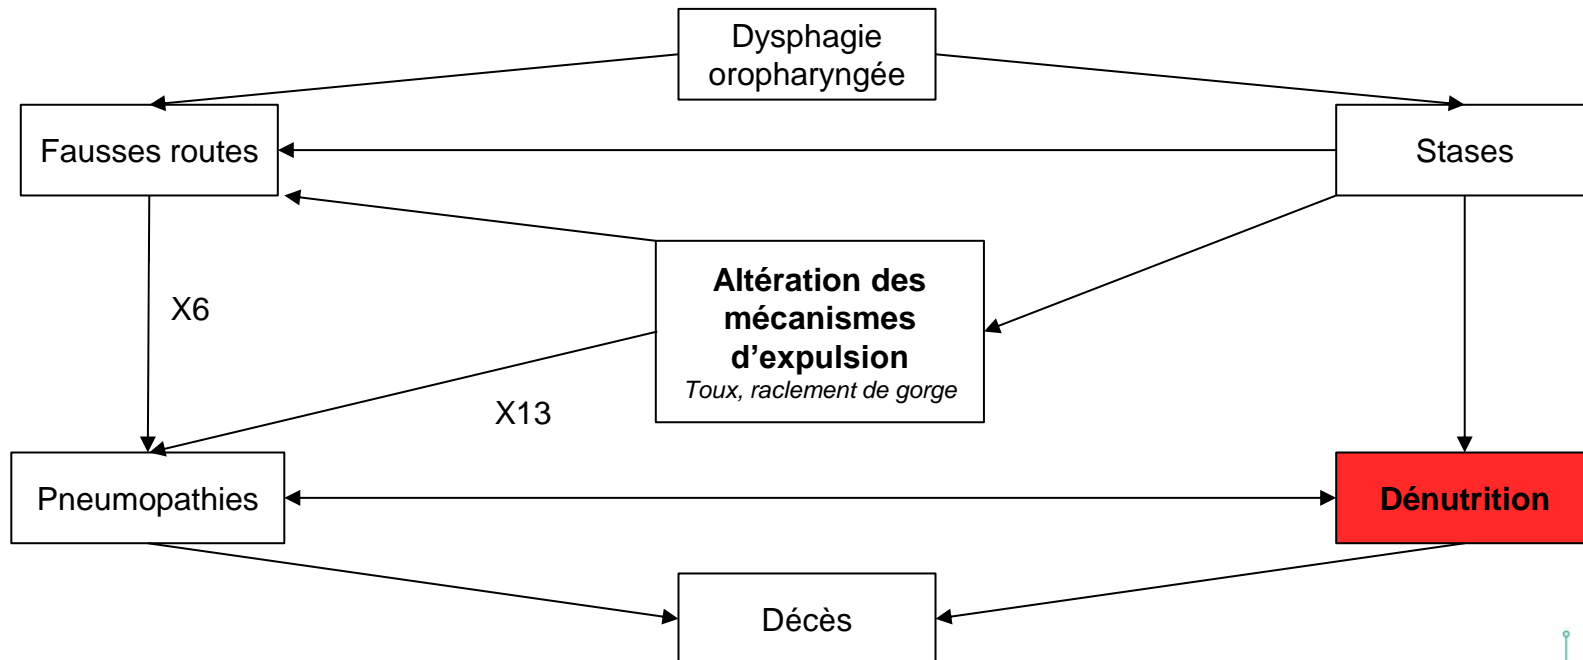 Dysphagie
oropharyngée
Fausses routes
Stases
Altération des
mécanismes
d’expulsion
Toux, raclement de gorge
X6
X13
Pneumopathies
Dénutrition
Décès